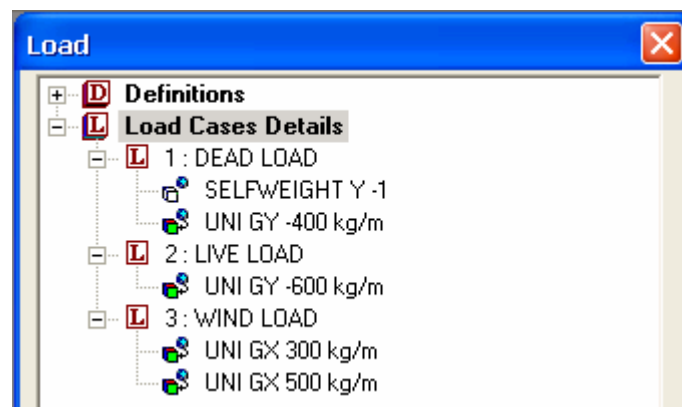 Load
D Definitions
L Load Cases Details
L 1 : DEAD LOAD
SELFWEIGHT Y -1
UNI GY -400 kg/m
L 2 : LIVE LOAD
UNI GY -600 kg/m
L 3 : WIND LOAD
UNI GX 300 kg/m
UNI GX 500 kg/m